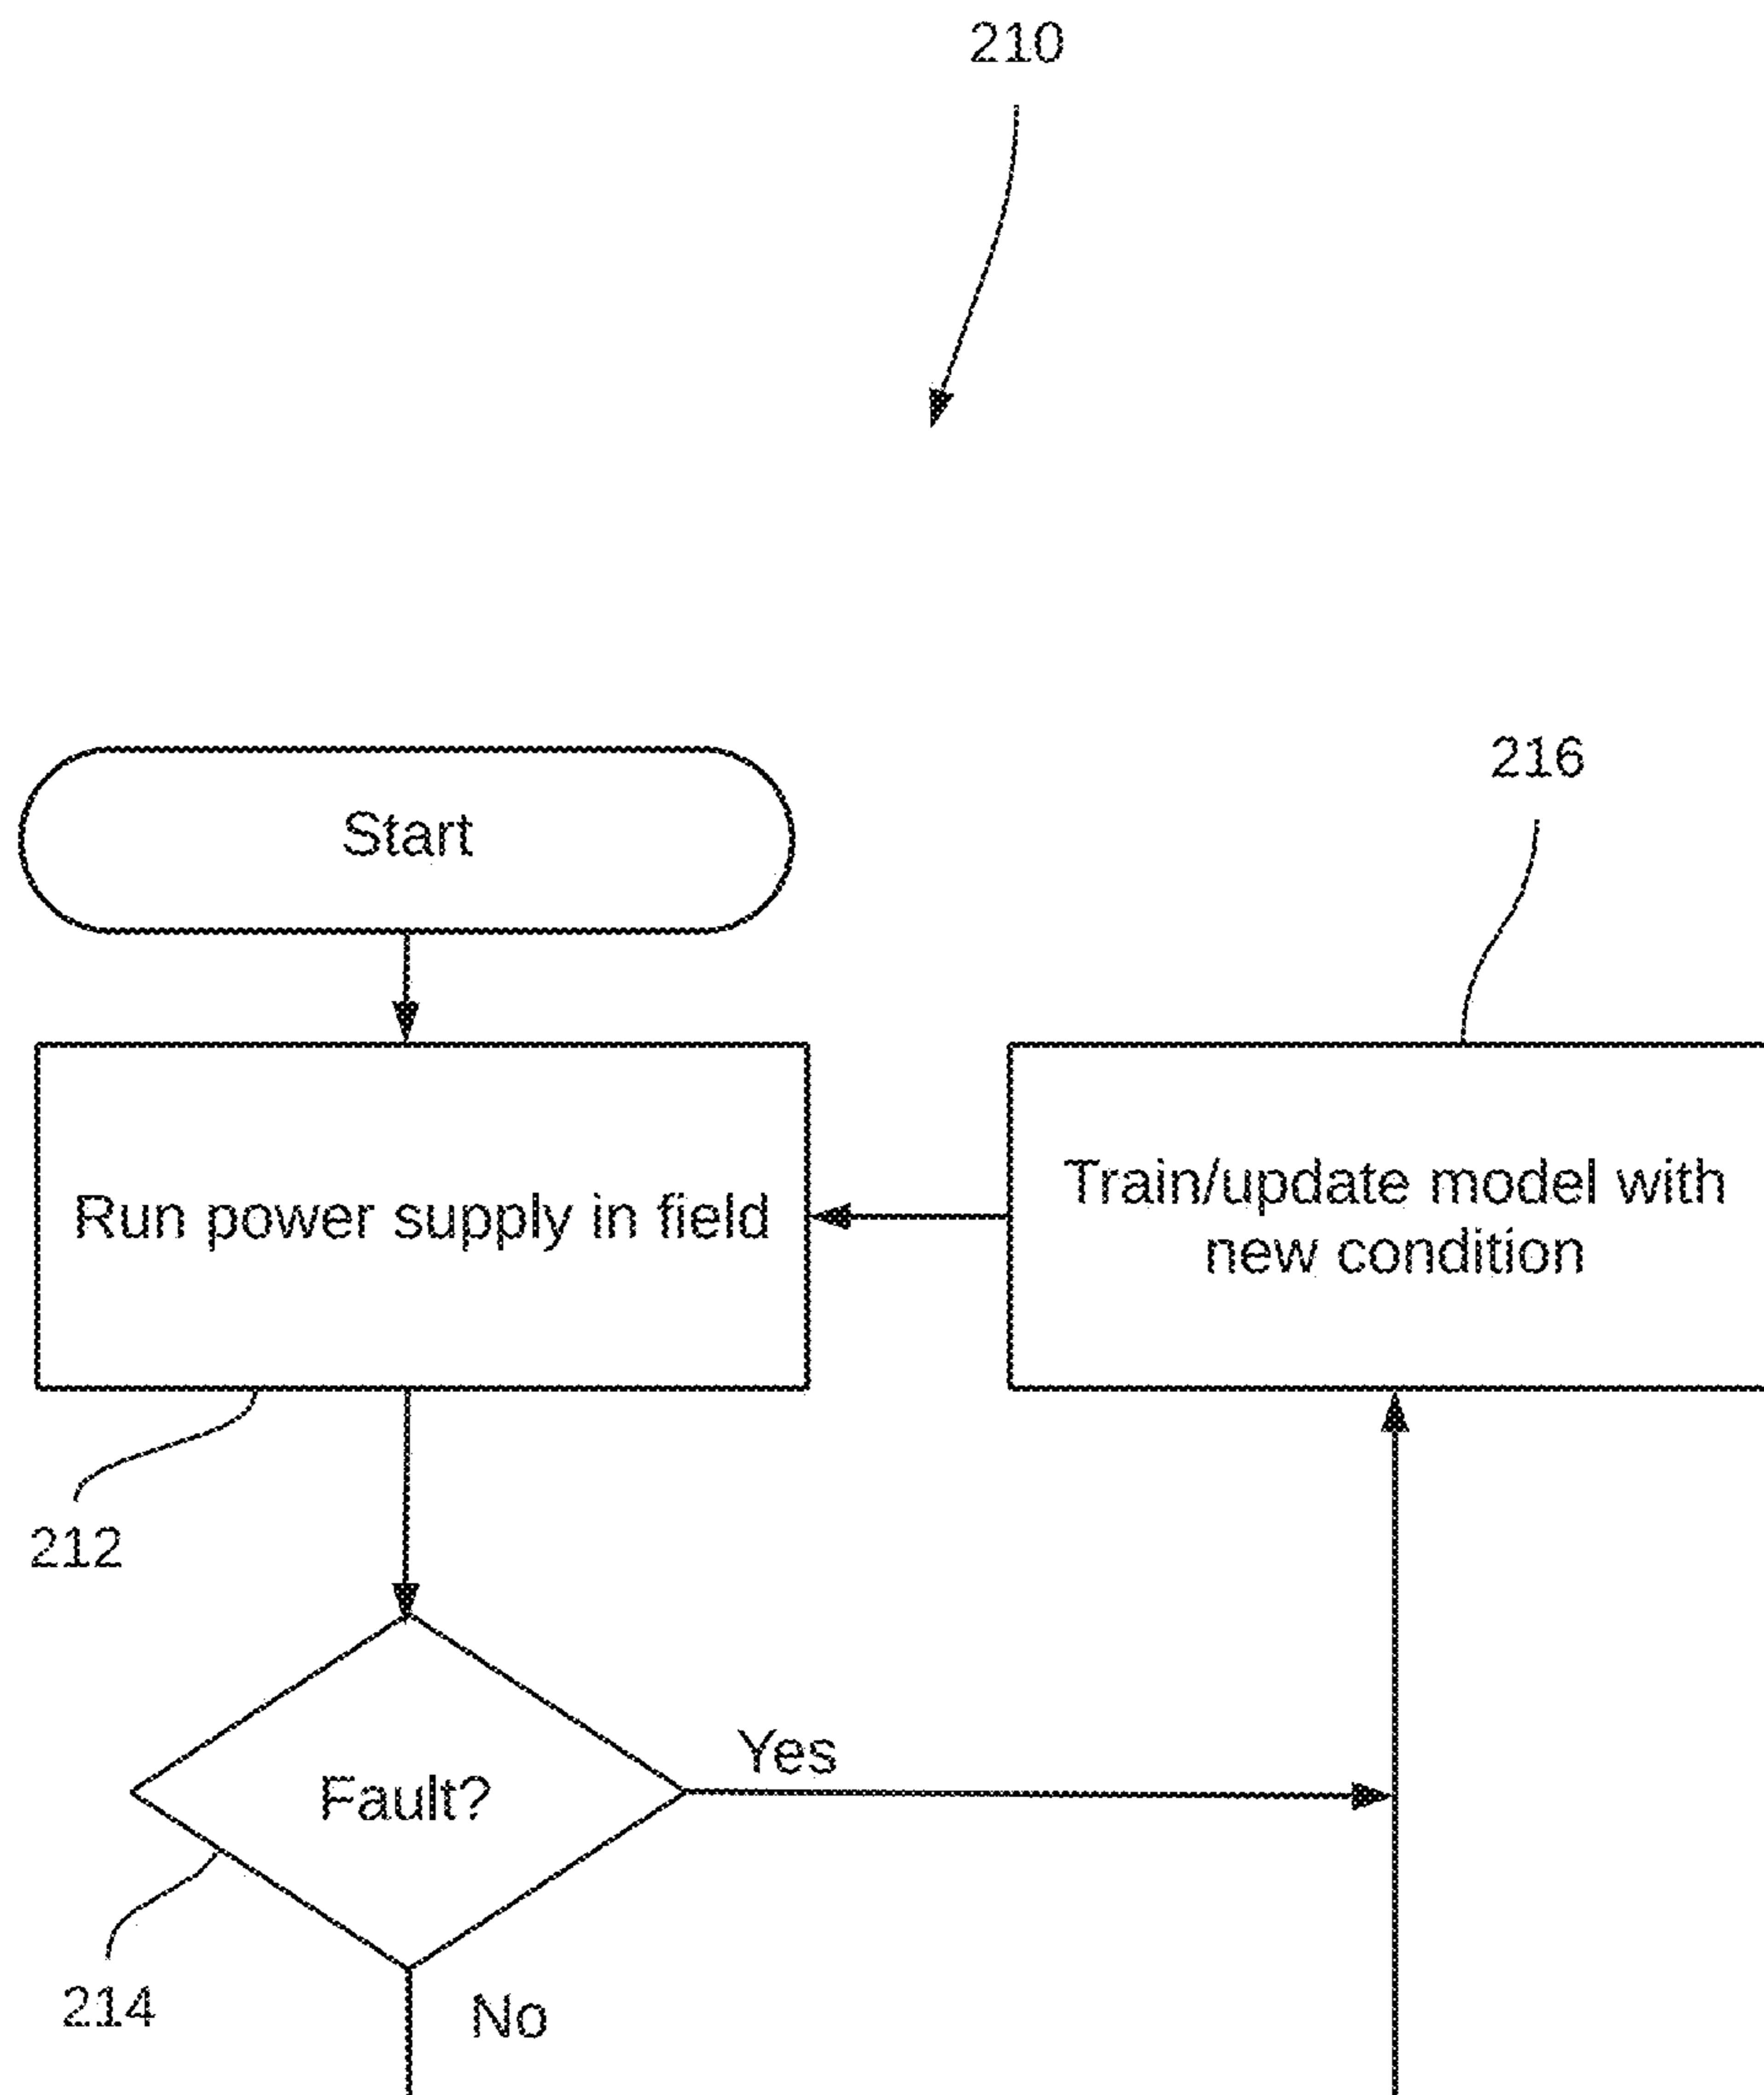 210
216
Start
Run power supply in field
Train/update model with
new condition
212
Yes
Fault?
214
No